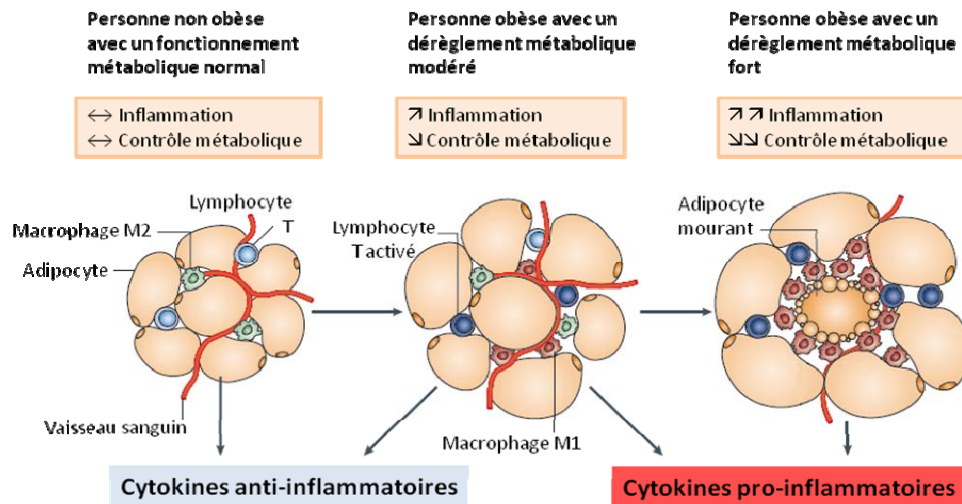 Personne non obèse
avec un fonctionnement
métabolique normal
Personne obèse avec un
dérèglement métabolique
modéré
Personne obèse avec un
dérèglement métabolique
fort
↔ Inflammation
↔ Contrôle métabolique
↗ Inflammation
↘ Contrôle métabolique
↗↗ Inflammation
↘↘ Contrôle métabolique
Lymphocyte
T
Macrophage M2
Adipocyte
Vaisseau sanguin
Lymphocyte
T activé
Macrophage M1
Adipocyte
mourant
Cytokines anti-inflammatoires
Cytokines pro-inflammatoires